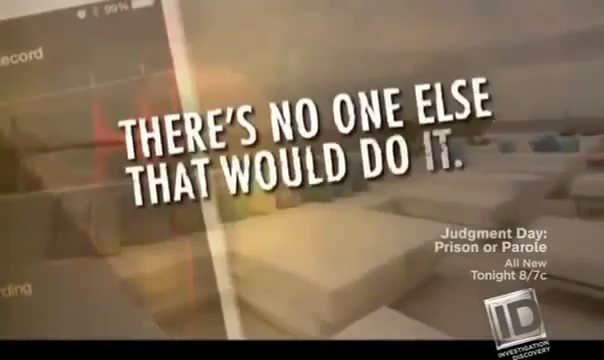 99%
ecord
THERE'S NO ONE ELSE
THAT WOULD DO IT.
Judgment Day:
Prison or Parole
All New
Tonight 8/7c
rding
ID
INVESTIGATION
DISCOVERY